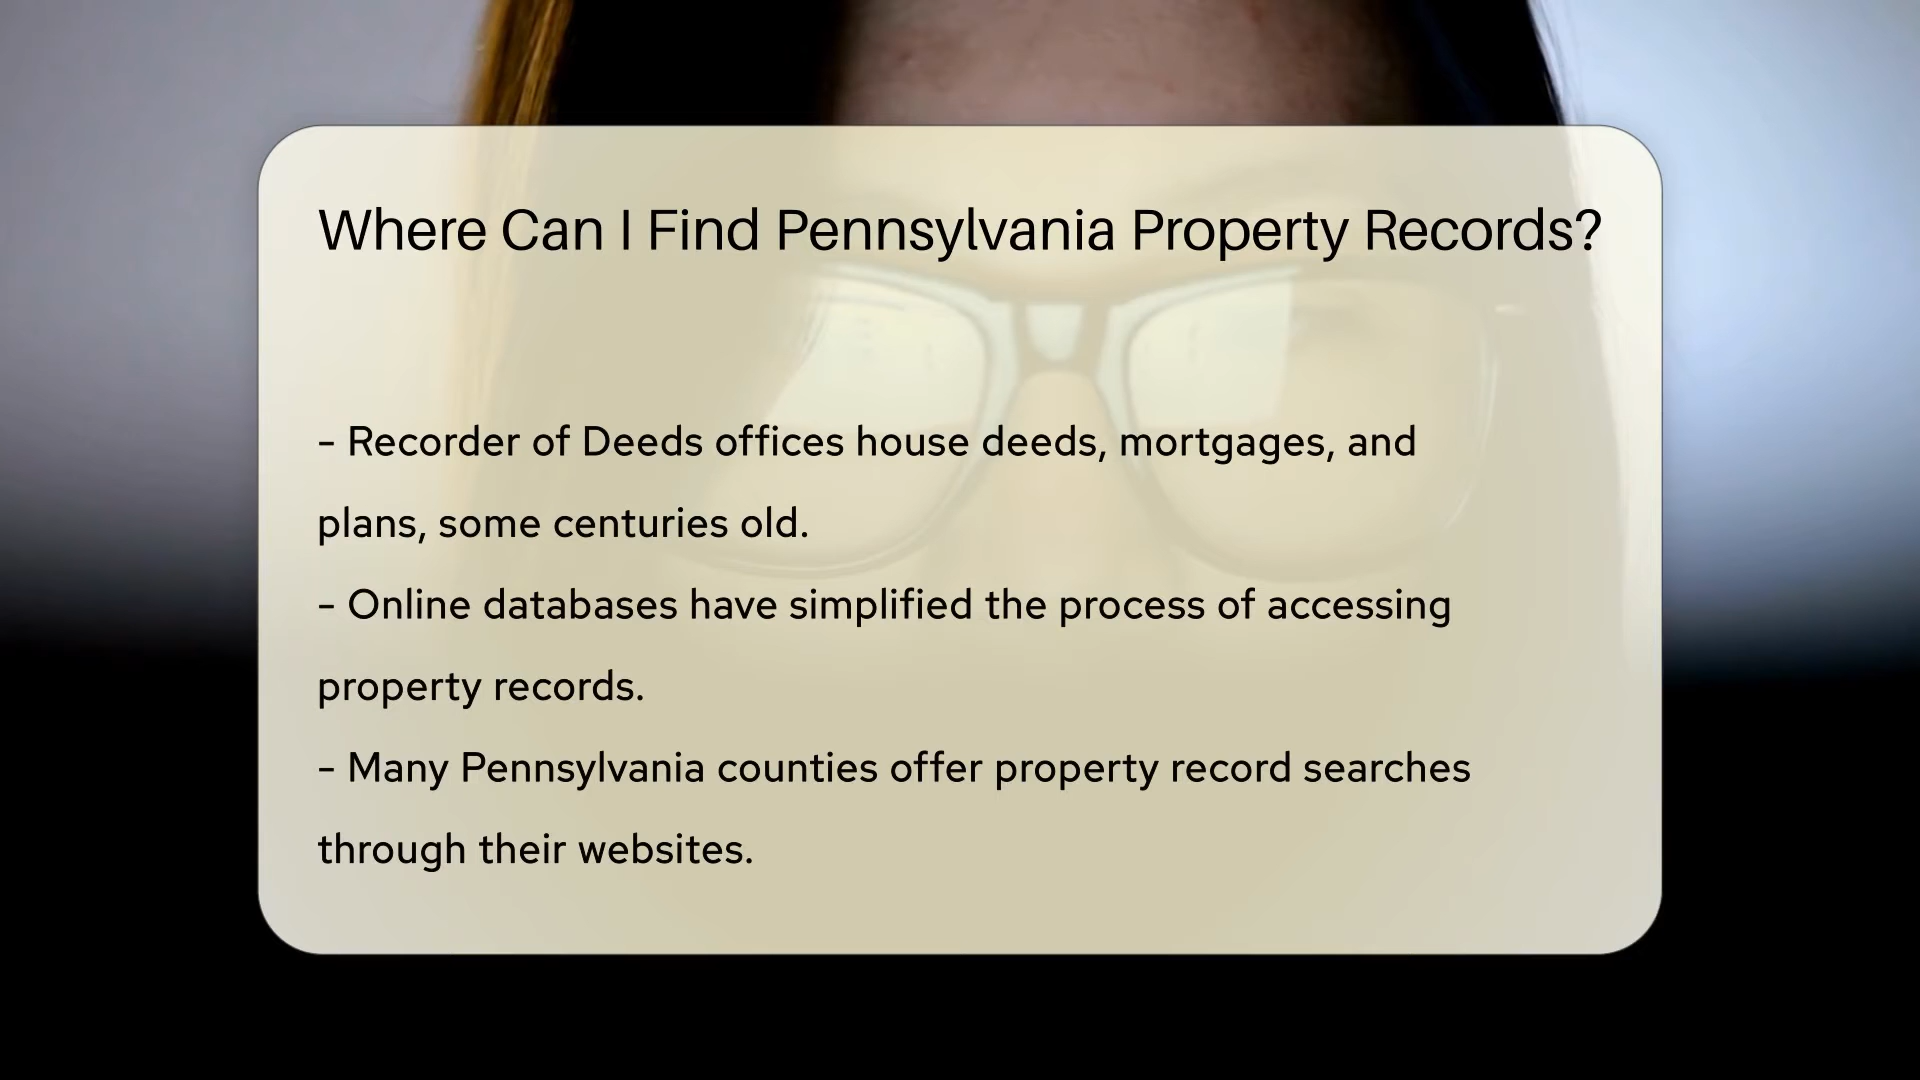 Where Can I Find Pennsylvania Property Records?
- Recorder of Deeds offices house deeds, mortgages, and
plans, some centuries old.
- Online databases have simplified the process of accessing
property records.
- Many Pennsylvania counties offer property record searches
through their websites.